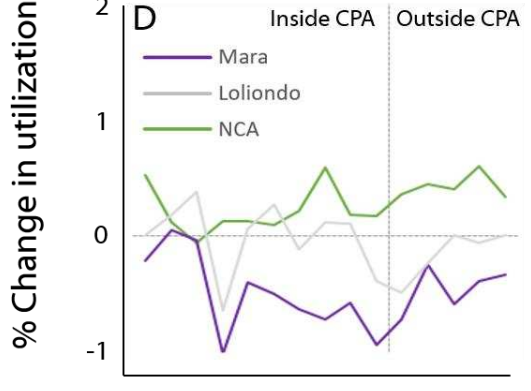 % Change in utilization
2
D
Inside CPA
Outside CPA
Mara
Loliondo
NCA
1
0
-1